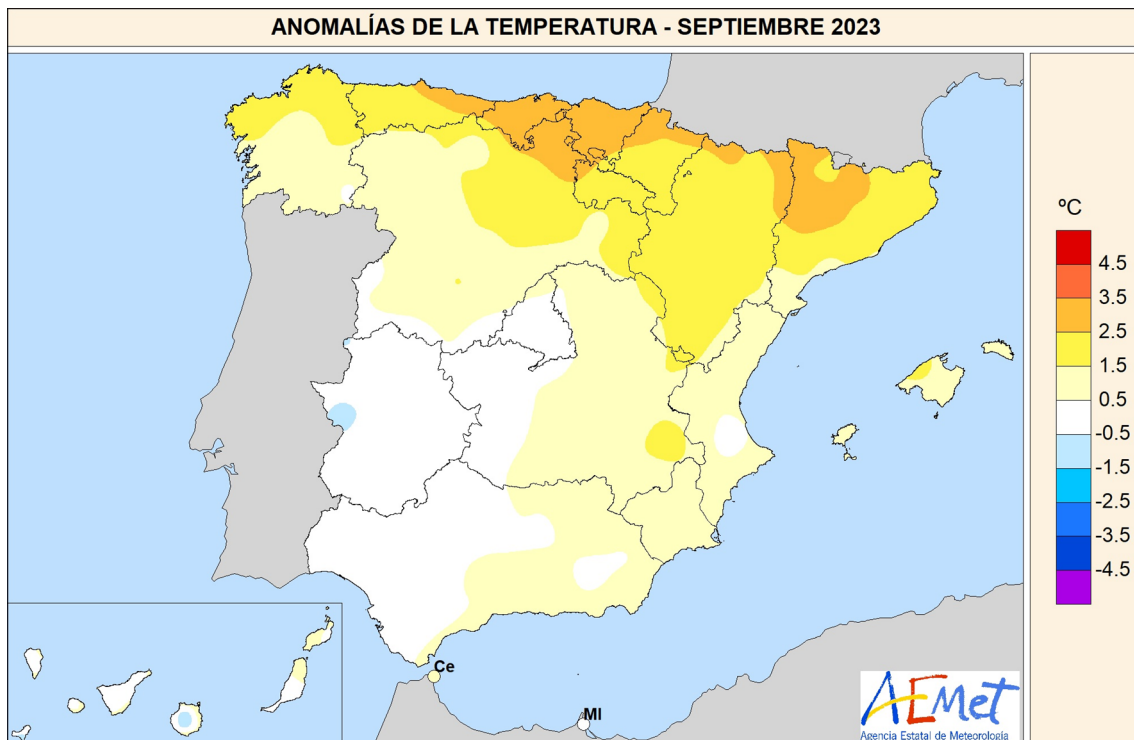 ANOMALÍAS DE LA TEMPERATURA - SEPTIEMBRE 2023
ºC
4.5
3.5
2.5
1.5
0.5
-0.5
-1.5
-2.5
-3.5
-4.5
Ce
Ml
AEmet
Agencia Estatal de Meteorología